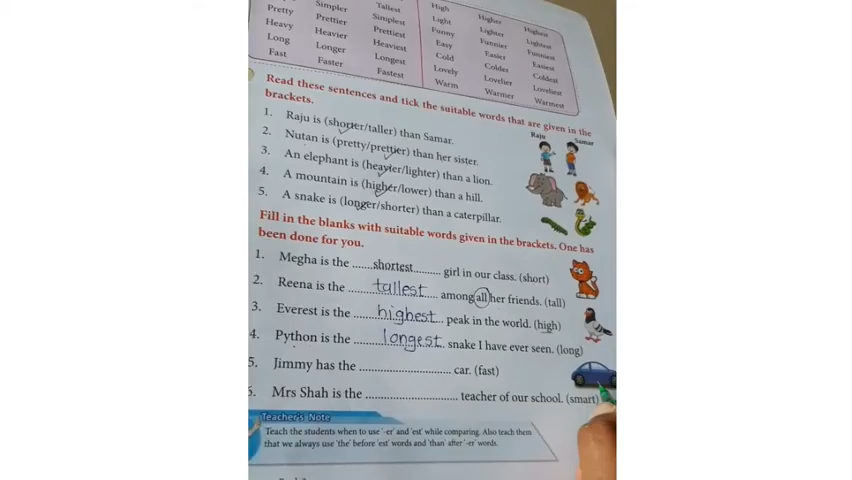 Simpler Tallest High Higher Highest
Pretty Prettier Simplest Light Lighter Lightest
Heavy Heavier Prettiest Funny Funnier Funniest
Long Longer Heaviest Easy Easier Easiest
Fast Faster Longest Cold Colder Coldest
Fastest Lovely Lovelier Loveliest
Warm Warmer Warmest
Read these sentences and tick the suitable words that are given in the
brackets.
Raju Samar
1. Raju is (shorter/taller) than Samar.
2. Nutan is (pretty/prettier) than her sister.
3. An elephant is (heavier/lighter) than a lion.
4. A mountain is (higher/lower) than a hill.
5. A snake is (longer/shorter) than a caterpillar.
Fill in the blanks with suitable words given in the brackets. One has
been done for you.
1. Megha is the ......shortest.......... girl in our class. (short)
2. Reena is the ......tallest...... among all her friends. (tall)
3. Everest is the ......highest.... peak in the world. (high)
4. Python is the ......longest.... snake I have ever seen. (long)
5. Jimmy has the .............................. car. (fast)
6. Mrs Shah is the .............................. teacher of our school. (smart)
Teacher's Note
Teach the students when to use '-er' and 'est' while comparing. Also teach them
that we always use 'the' before 'est' words and 'than' after '-er' words.